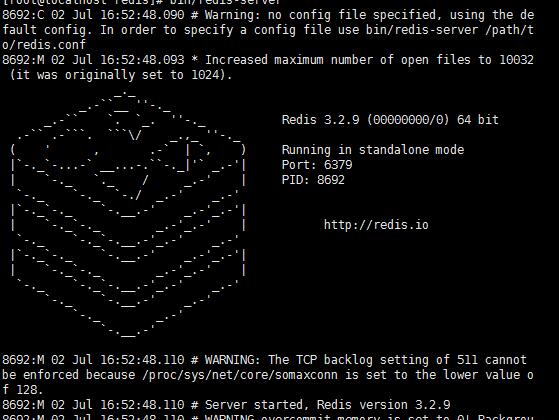 [root@localhost redis]# bin/redis-server
8692:C 02 Jul 16:52:48.090 # Warning: no config file specified, using the de
fault config. In order to specify a config file use bin/redis-server /path/t
o/redis.conf
8692:M 02 Jul 16:52:48.093 * Increased maximum number of open files to 10032
(it was originally set to 1024).
Redis 3.2.9 (00000000/0) 64 bit
Running in standalone mode
Port: 6379
PID: 8692
http://redis.io
8692:M 02 Jul 16:52:48.110 # WARNING: The TCP backlog setting of 511 cannot
be enforced because /proc/sys/net/core/somaxconn is set to the lower value o
f 128.
8692:M 02 Jul 16:52:48.110 # Server started, Redis version 3.2.9
8692:M 02 Jul 16:52:48.110 # WARNING overcommit_memory is set to 0! Backgrou